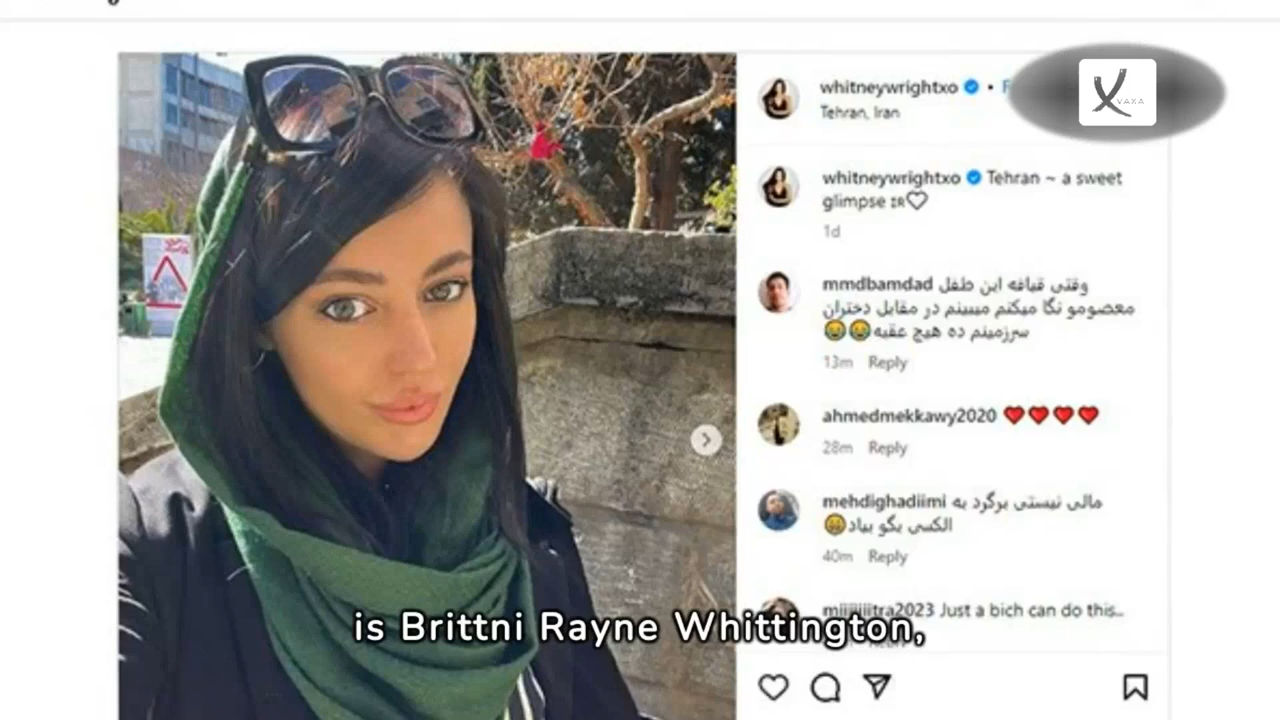 VAXA
whitneywrightxo •
Tehran, Iran
whitneywrightxo Tehran ~ a sweet
glimpse 🇮🇷♡
1d
mmdbamdad وقتی قیافه این طفل
معصومو نگا میکنم میبینم در مقابل دختران
سرزمینم ده هیچ عقبه 😭😭
13m Reply
ahmedmekkawy2020 ❤❤❤❤
28m Reply
mehdighadiimi مالی نیستی برگرد به
الکسی بگو بیاد😂
40m Reply
Just a bich can do this..
is Brittni Rayne Whittington,